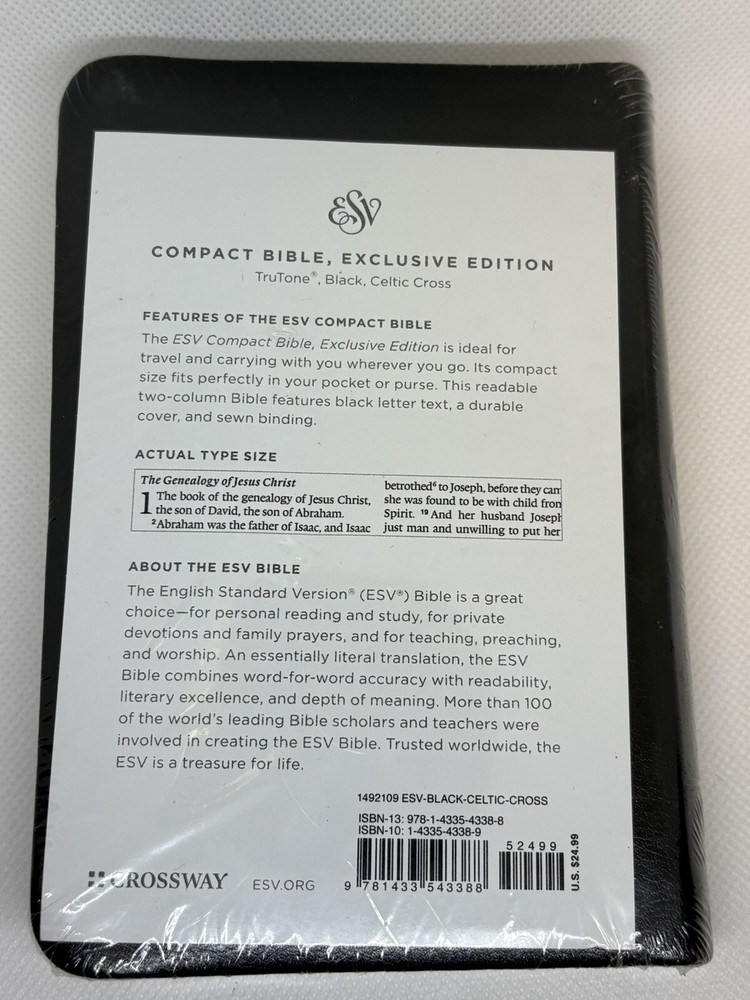 ESV
COMPACT BIBLE, EXCLUSIVE EDITION
TruTone®, Black, Celtic Cross
FEATURES OF THE ESV COMPACT BIBLE
The ESV Compact Bible, Exclusive Edition is ideal for
travel and carrying with you wherever you go. Its compact
size fits perfectly in your pocket or purse. This readable
two-column Bible features black letter text, a durable
cover, and sewn binding.
ACTUAL TYPE SIZE
The Genealogy of Jesus Christ
1 The book of the genealogy of Jesus Christ,
the son of David, the son of Abraham.
²Abraham was the father of Isaac, and Isaac
betrothed⁶ to Joseph, before they cam
she was found to be with child fron
Spirit. ¹⁹ And her husband Joseph
just man and unwilling to put her
ABOUT THE ESV BIBLE
The English Standard Version® (ESV®) Bible is a great
choice—for personal reading and study, for private
devotions and family prayers, and for teaching, preaching,
and worship. An essentially literal translation, the ESV
Bible combines word-for-word accuracy with readability,
literary excellence, and depth of meaning. More than 100
of the world's leading Bible scholars and teachers were
involved in creating the ESV Bible. Trusted worldwide, the
ESV is a treasure for life.
1492109 ESV-BLACK-CELTIC-CROSS
ISBN-13: 978-1-4335-4338-8
ISBN-10: 1-4335-4338-9
52499
U.S. $24.99
9 781433 543388
CROSSWAY
ESV.ORG